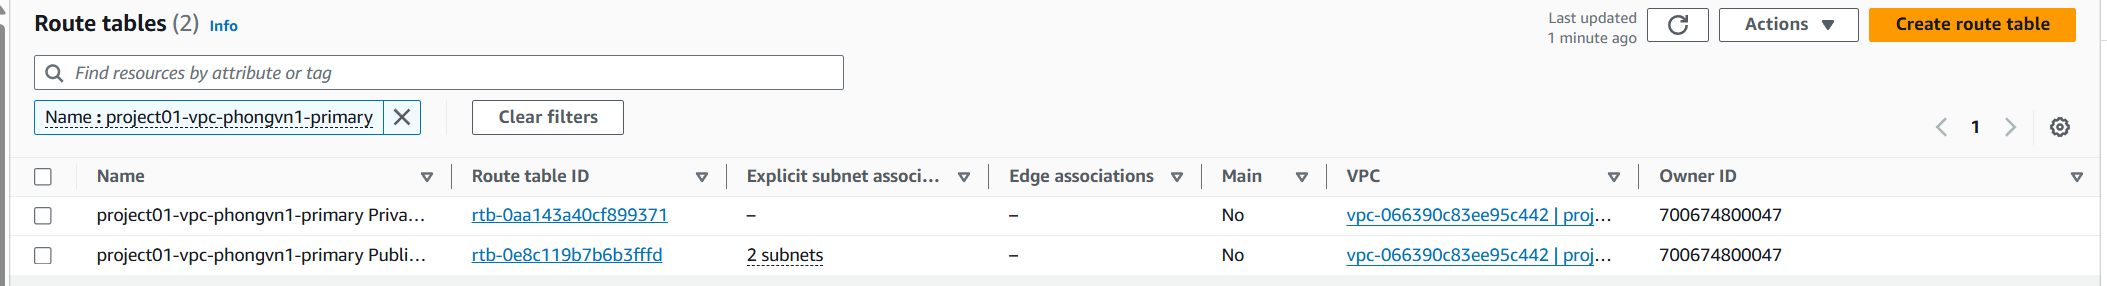 Route tables (2) Info
Last updated
1 minute ago
Actions
Create route table
Find resources by attribute or tag
Name : project01-vpc-phongvn1-primary
Clear filters
1
Name Route table ID Explicit subnet associ... Edge associations Main VPC Owner ID
project01-vpc-phongvn1-primary Priva... rtb-0aa143a40cf899371 – – No vpc-066390c83ee95c442 | proj... 700674800047
project01-vpc-phongvn1-primary Publi... rtb-0e8c119b7b6b3fffd 2 subnets – No vpc-066390c83ee95c442 | proj... 700674800047